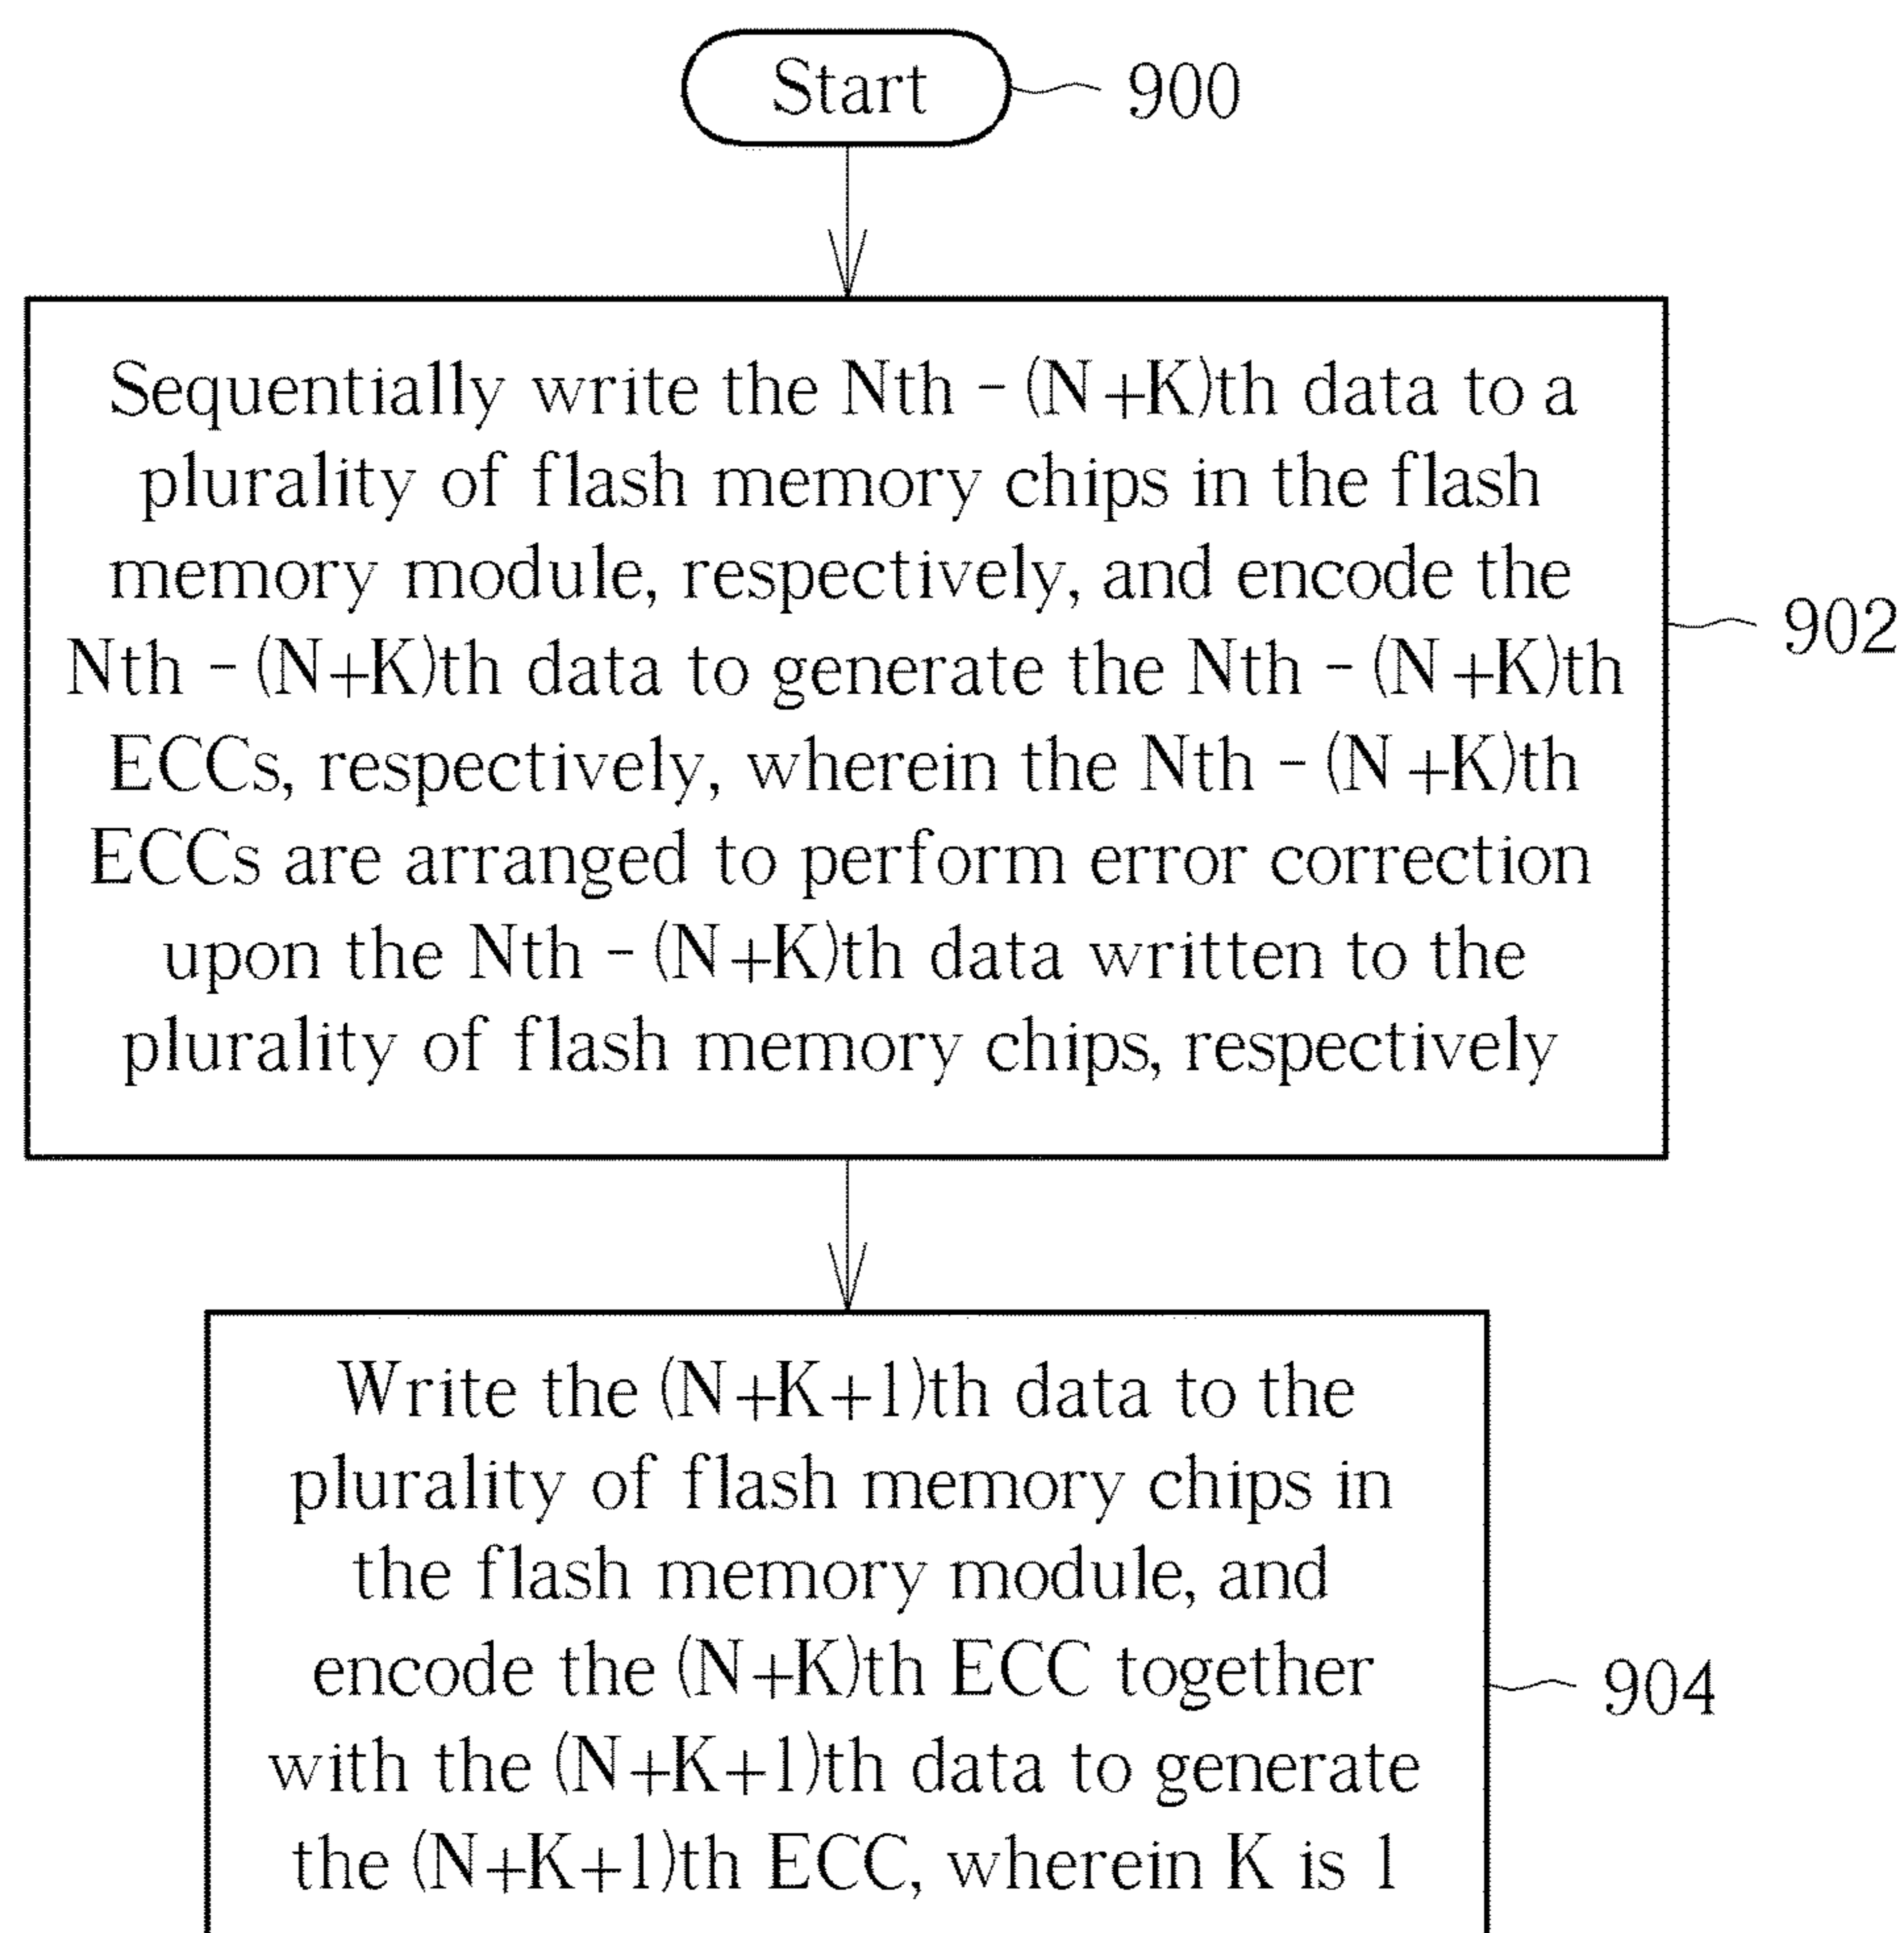 Start
900
Sequentially write the Nth - (N+K)th data to a
plurality of flash memory chips in the flash
memory module, respectively, and encode the
Nth - (N+K)th data to generate the Nth - (N+K)th
ECCs, respectively, wherein the Nth - (N+K)th
ECCs are arranged to perform error correction
upon the Nth - (N+K)th data written to the
plurality of flash memory chips, respectively
902
Write the (N+K+1)th data to the
plurality of flash memory chips in
the flash memory module, and
encode the (N+K)th ECC together
with the (N+K+1)th data to generate
the (N+K+1)th ECC, wherein K is 1
904